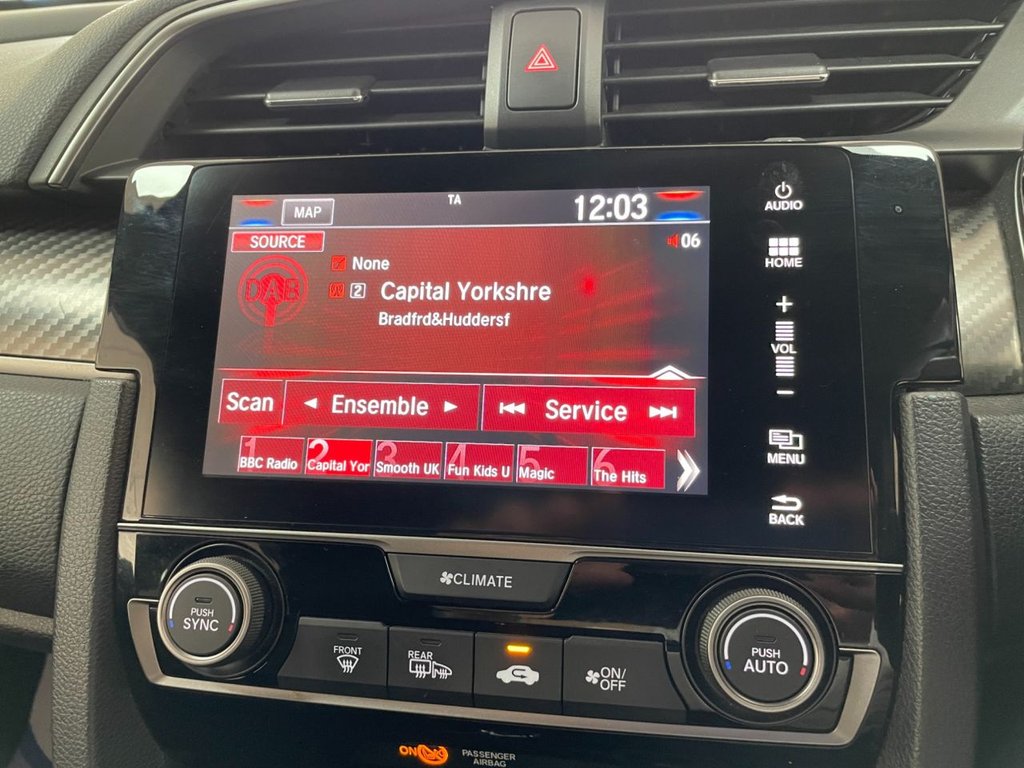 MAP
TA
12:03
SOURCE
06
None
DAB
2 Capital Yorkshre
Bradfrd&Huddersf
Scan
Ensemble
Service
1 BBC Radio
2 Capital Yor
3 Smooth UK
4 Fun Kids U
5 Magic
6 The Hits
AUDIO
HOME
+
VOL
-
MENU
BACK
CLIMATE
PUSH
SYNC
FRONT
REAR
ON/
OFF
PUSH
AUTO
ON
PASSENGER
AIRBAG